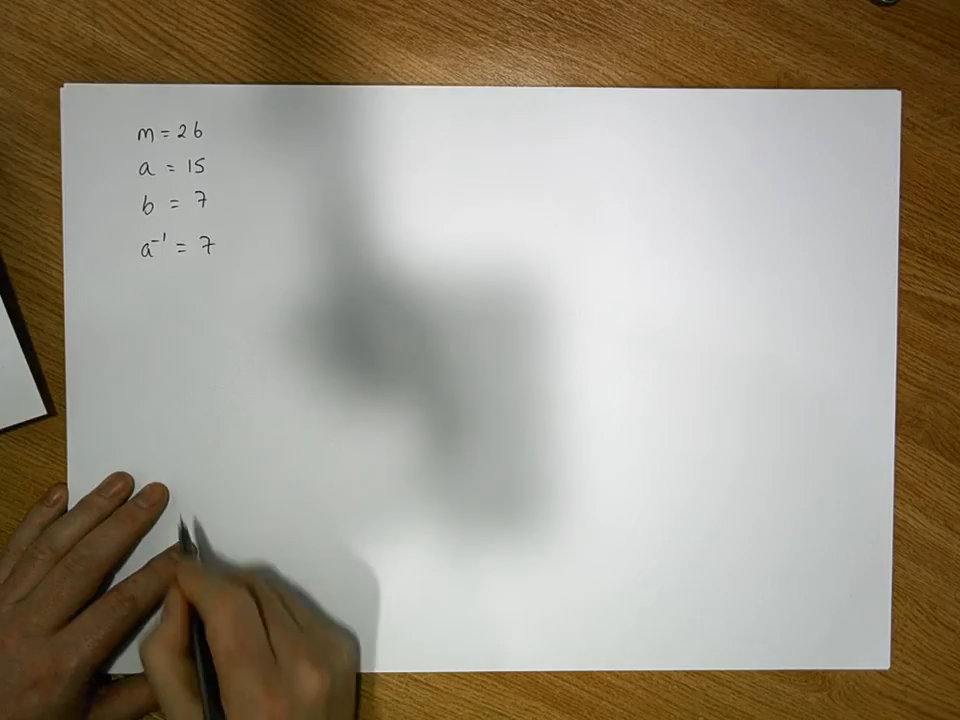 m = 26
a = 15
b = 7
a⁻¹ = 7